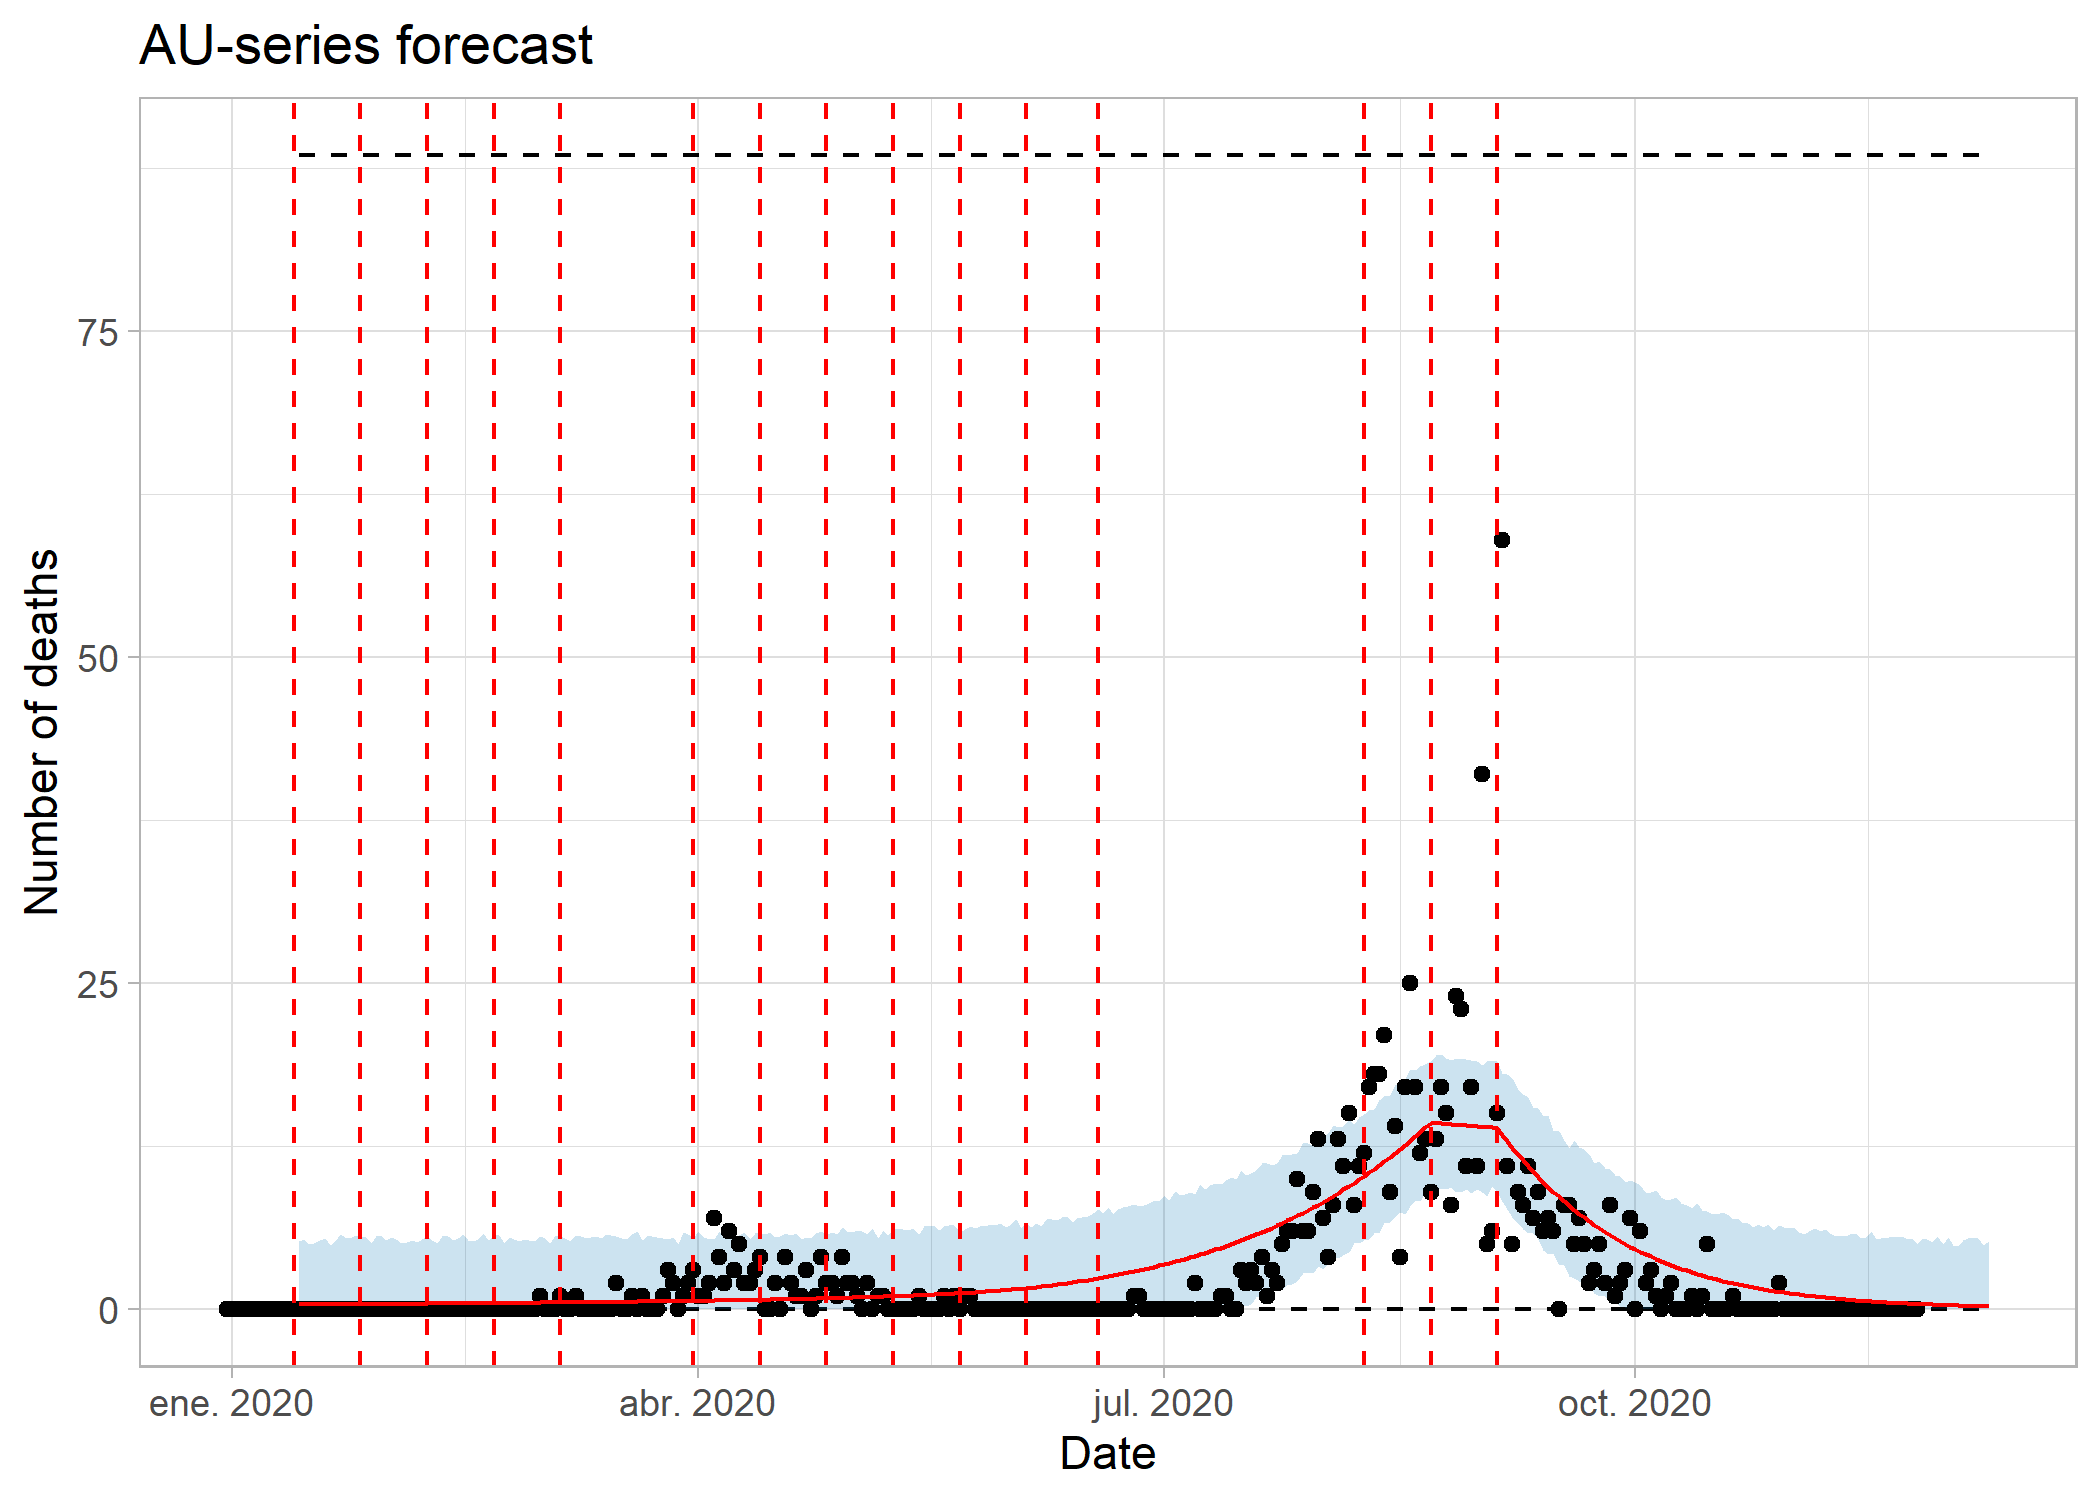 AU-series forecast
Number of deaths
75
50
25
0
ene. 2020
abr. 2020
jul. 2020
oct. 2020
Date